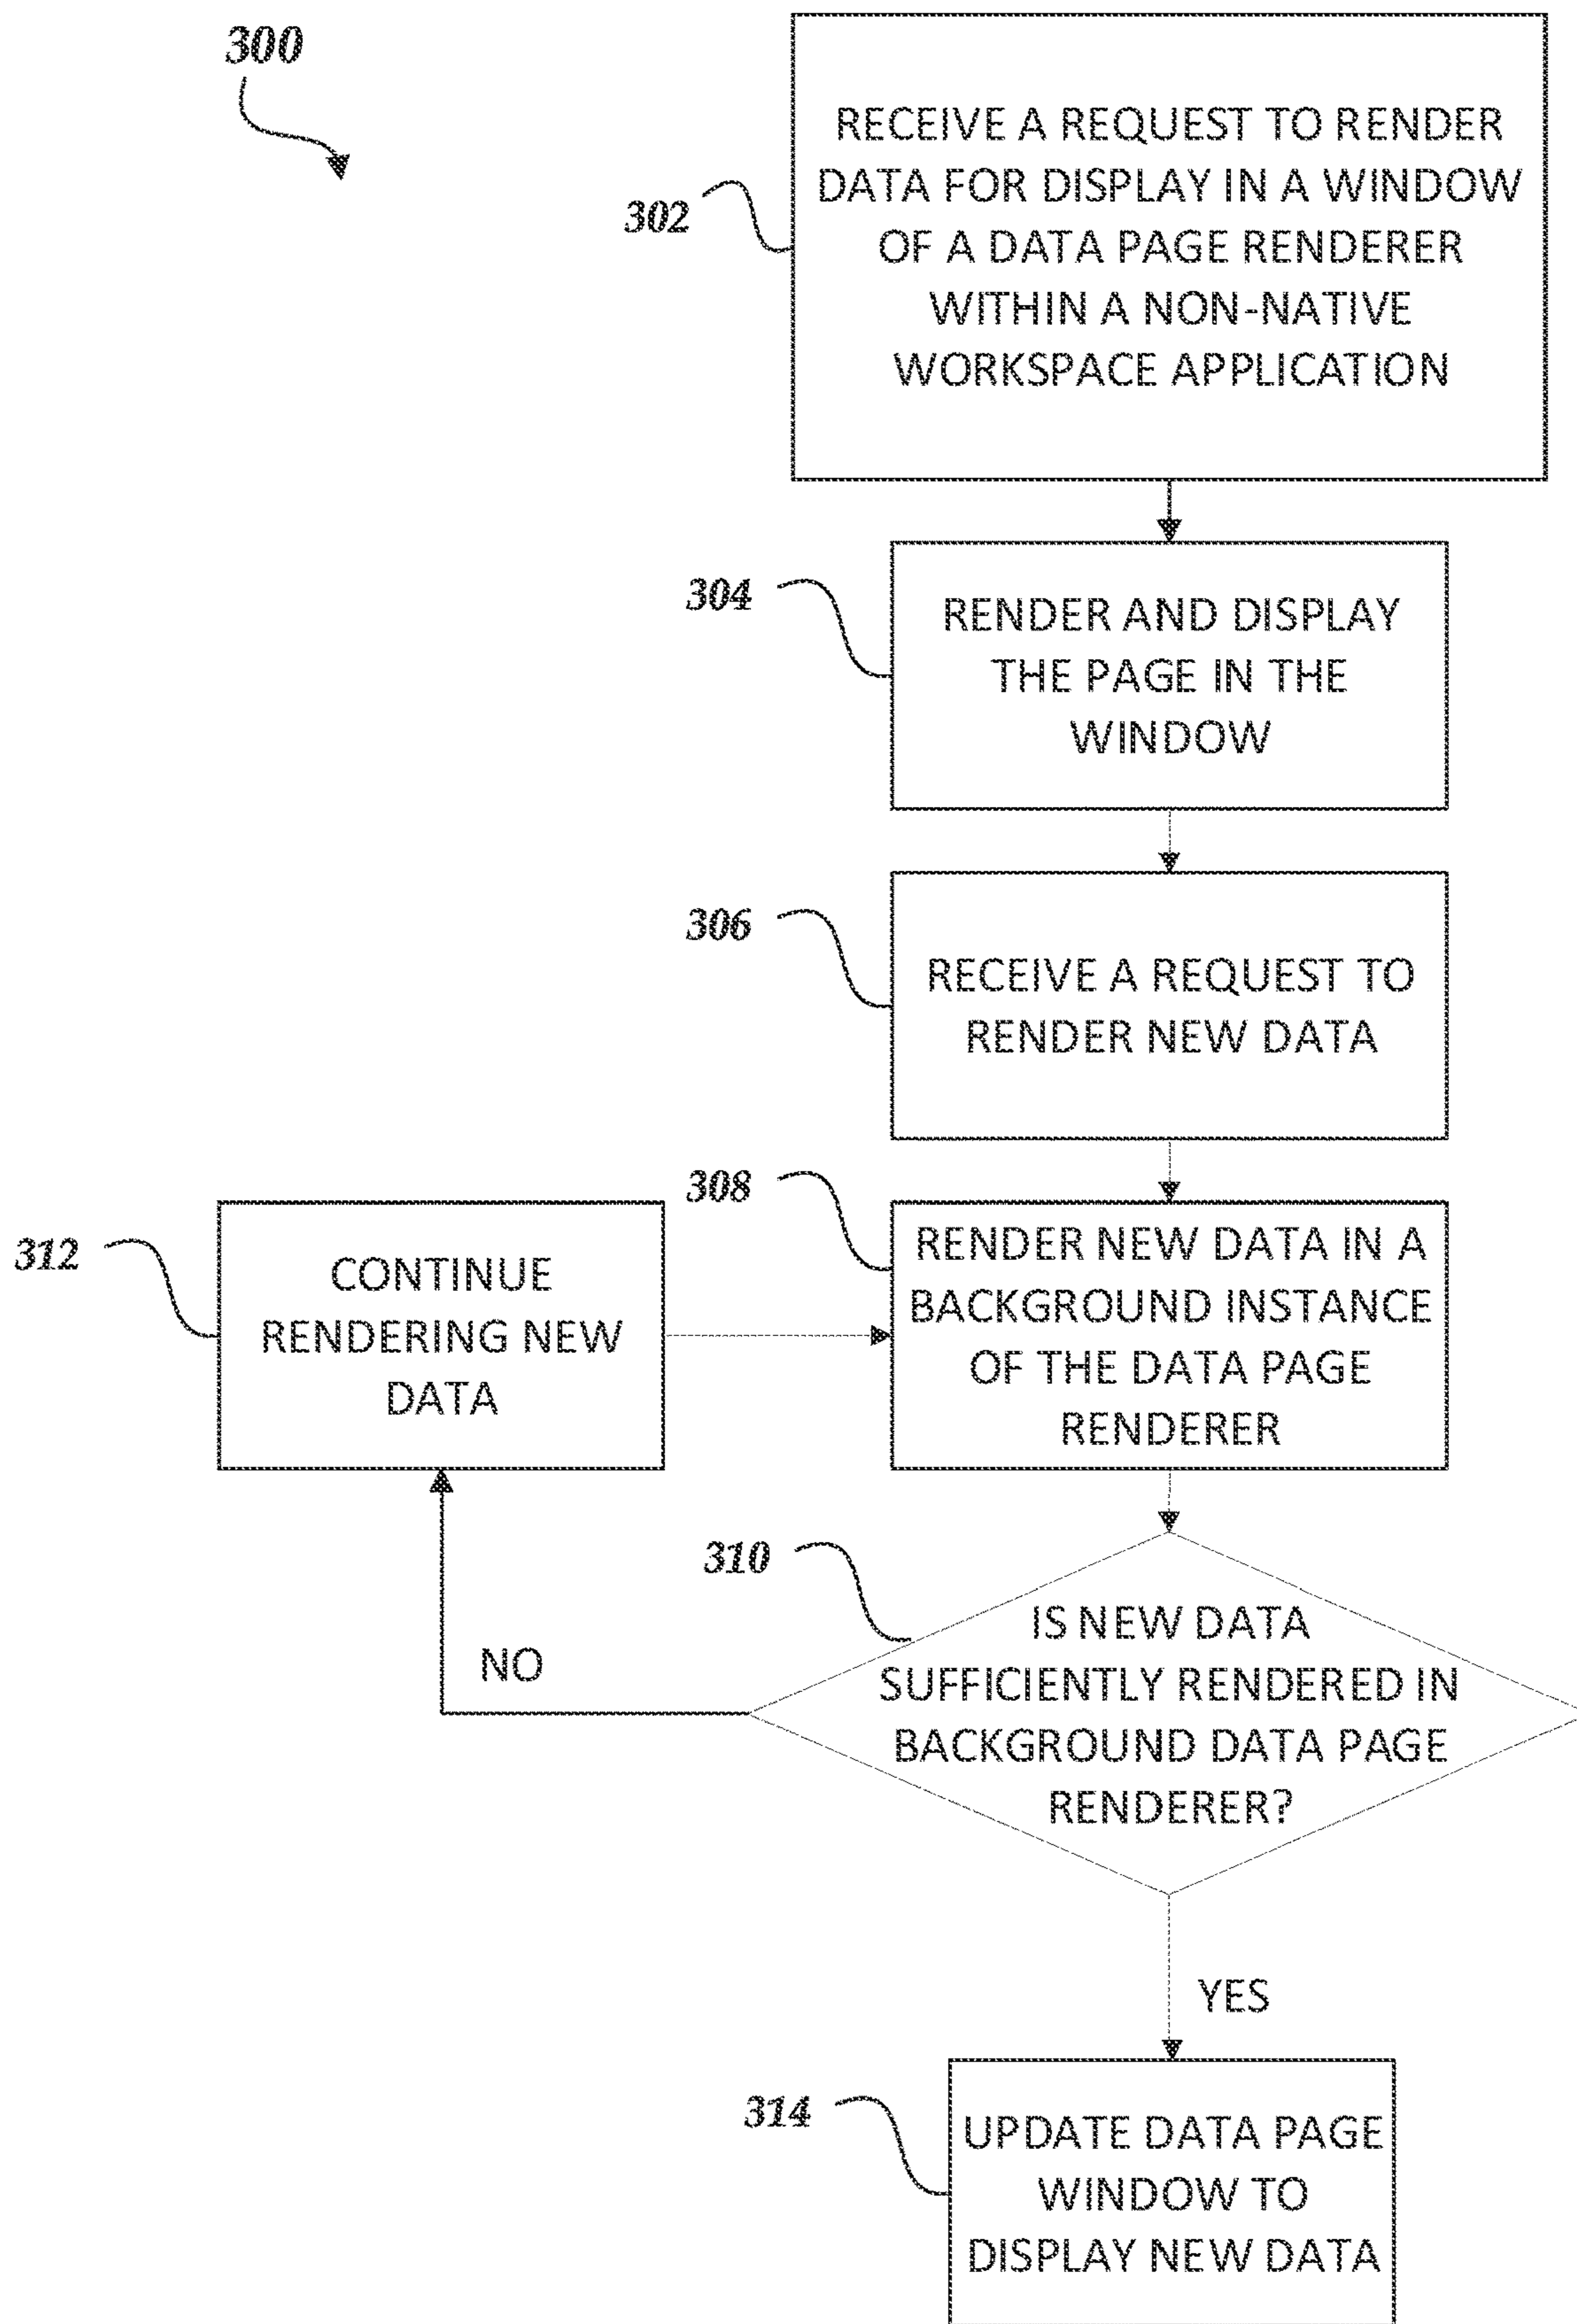 300
302
RECEIVE A REQUEST TO RENDER
DATA FOR DISPLAY IN A WINDOW
OF A DATA PAGE RENDERER
WITHIN A NON-NATIVE
WORKSPACE APPLICATION
304
RENDER AND DISPLAY
THE PAGE IN THE
WINDOW
306
RECEIVE A REQUEST TO
RENDER NEW DATA
308
RENDER NEW DATA IN A
BACKGROUND INSTANCE
OF THE DATA PAGE
RENDERER
312
CONTINUE
RENDERING NEW
DATA
310
IS NEW DATA
SUFFICIENTLY RENDERED IN
BACKGROUND DATA PAGE
RENDERER?
NO
YES
314
UPDATE DATA PAGE
WINDOW TO
DISPLAY NEW DATA